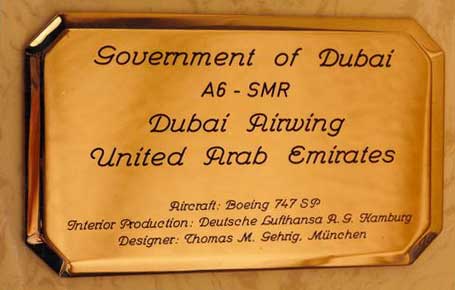 Government of Dubai
A6 - SMR
Dubai Airwing
United Arab Emirates
Aircraft: Boeing 747 SP
Interior Production: Deutsche Lufthansa A. G. Hamburg
Designer: Thomas M. Gehrig, München